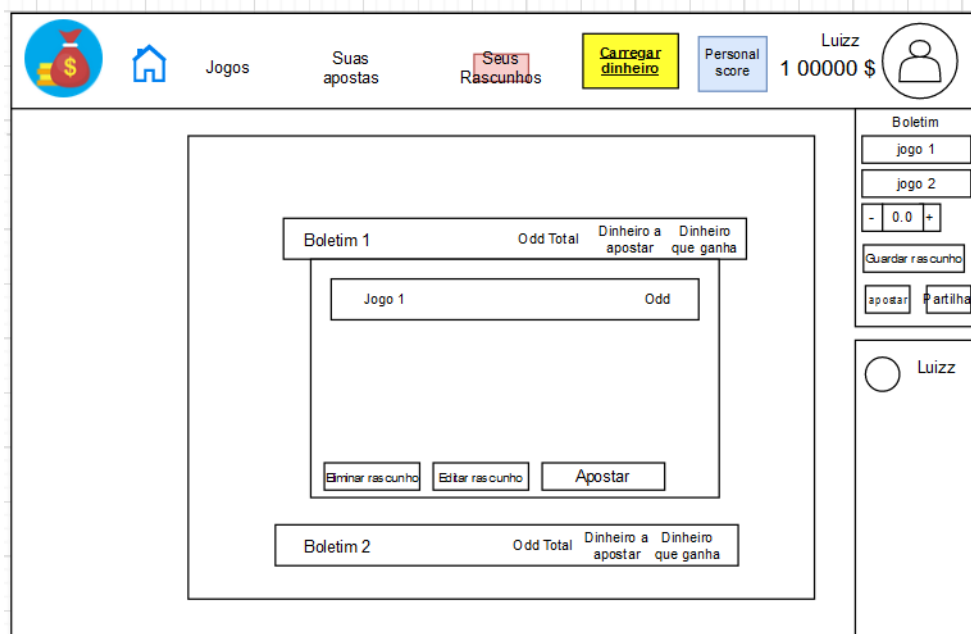 $
Jogos
Suas
apostas
Seus
Rascunhos
Carregar
dinheiro
Personal
score
Luizz
1 00000 $
Boletim
jogo 1
jogo 2
- 0.0 +
Guardar rascunho
apostar Partilha
Luizz
Boletim 1
Odd Total
Dinheiro a
apostar
Dinheiro
que ganha
Jogo 1
Odd
Eliminar rascunho
Editar rascunho
Apostar
Boletim 2
Odd Total
Dinheiro a
apostar
Dinheiro
que ganha